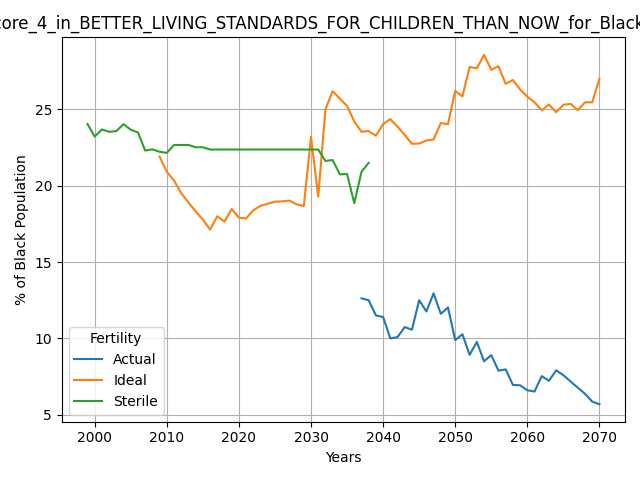 core_4_in_BETTER_LIVING_STANDARDS_FOR_CHILDREN_THAN_NOW_for_Black
% of Black Population
25
20
15
10
5
Fertility
Actual
Ideal
Sterile
2000 2010 2020 2030 2040 2050 2060 2070
Years